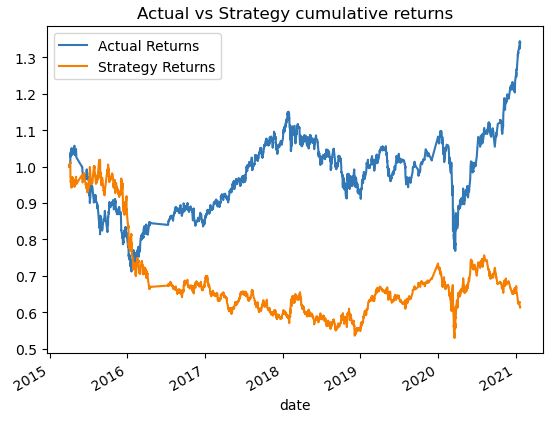 Actual vs Strategy cumulative returns
Actual Returns
Strategy Returns
1.3
1.2
1.1
1.0
0.9
0.8
0.7
0.6
0.5
2015 2016 2017 2018 2019 2020 2021
date